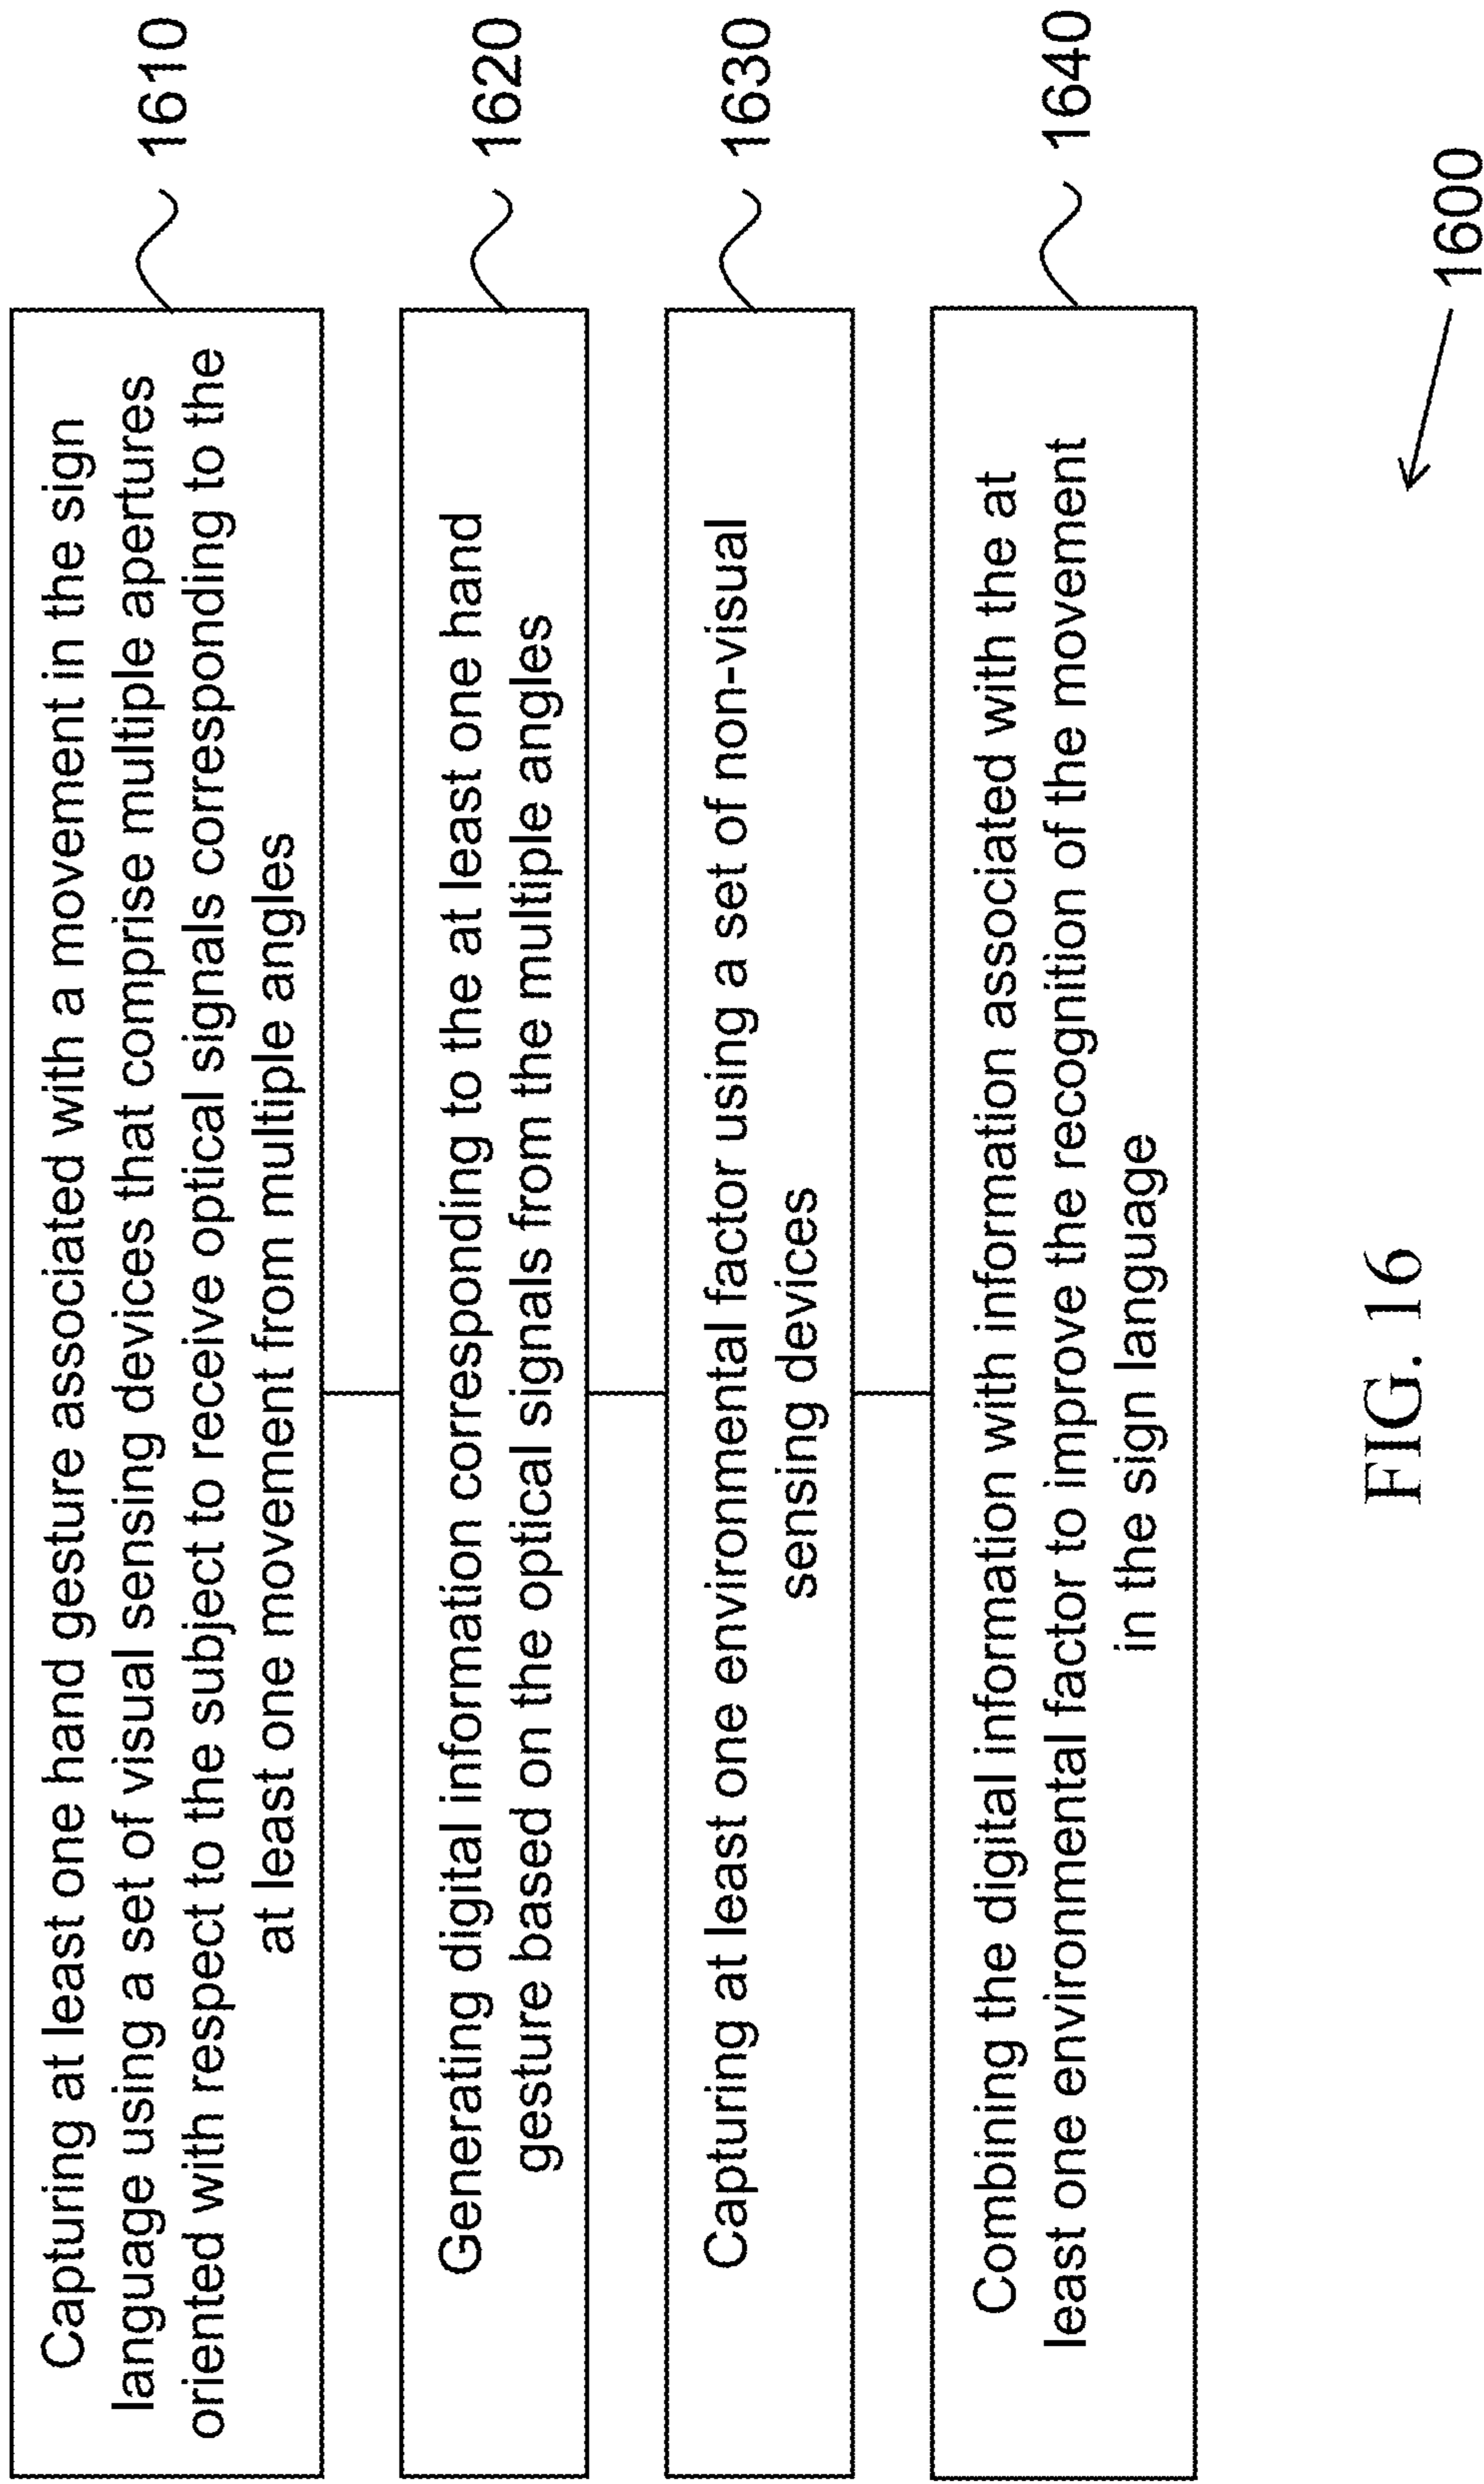 Capturing at least one hand gesture associated with a movement in the sign
language using a set of visual sensing devices that comprise multiple apertures
oriented with respect to the subject to receive optical signals corresponding to the
at least one movement from multiple angles
1610
Generating digital information corresponding to the at least one hand
gesture based on the optical signals from the multiple angles
1620
Capturing at least one environmental factor using a set of non-visual
sensing devices
1630
Combining the digital information with information associated with the at
least one environmental factor to improve the recognition of the movement
in the sign language
1640
1600
FIG. 16